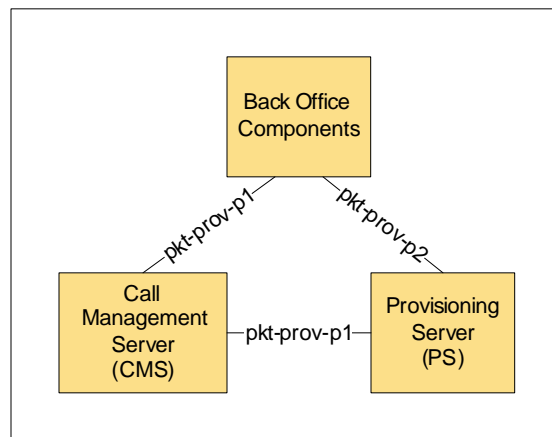 Back Office
Components
pkt-prov-p1
pkt-prov-p2
Call
Management
Server
(CMS)
pkt-prov-p1
Provisioning
Server
(PS)